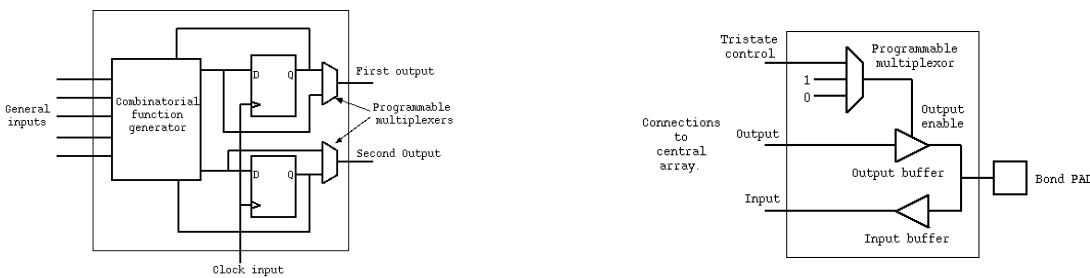 General
inputs
Combinatorial
function
generator
D
Q
First output
Programmable
multiplexers
Second Output
D
Q
Clock input
Tristate
control
1
0
Programmable
multiplexor
Output
enable
Connections
to
central
array.
Output
Output buffer
Input
Input buffer
Bond PAD